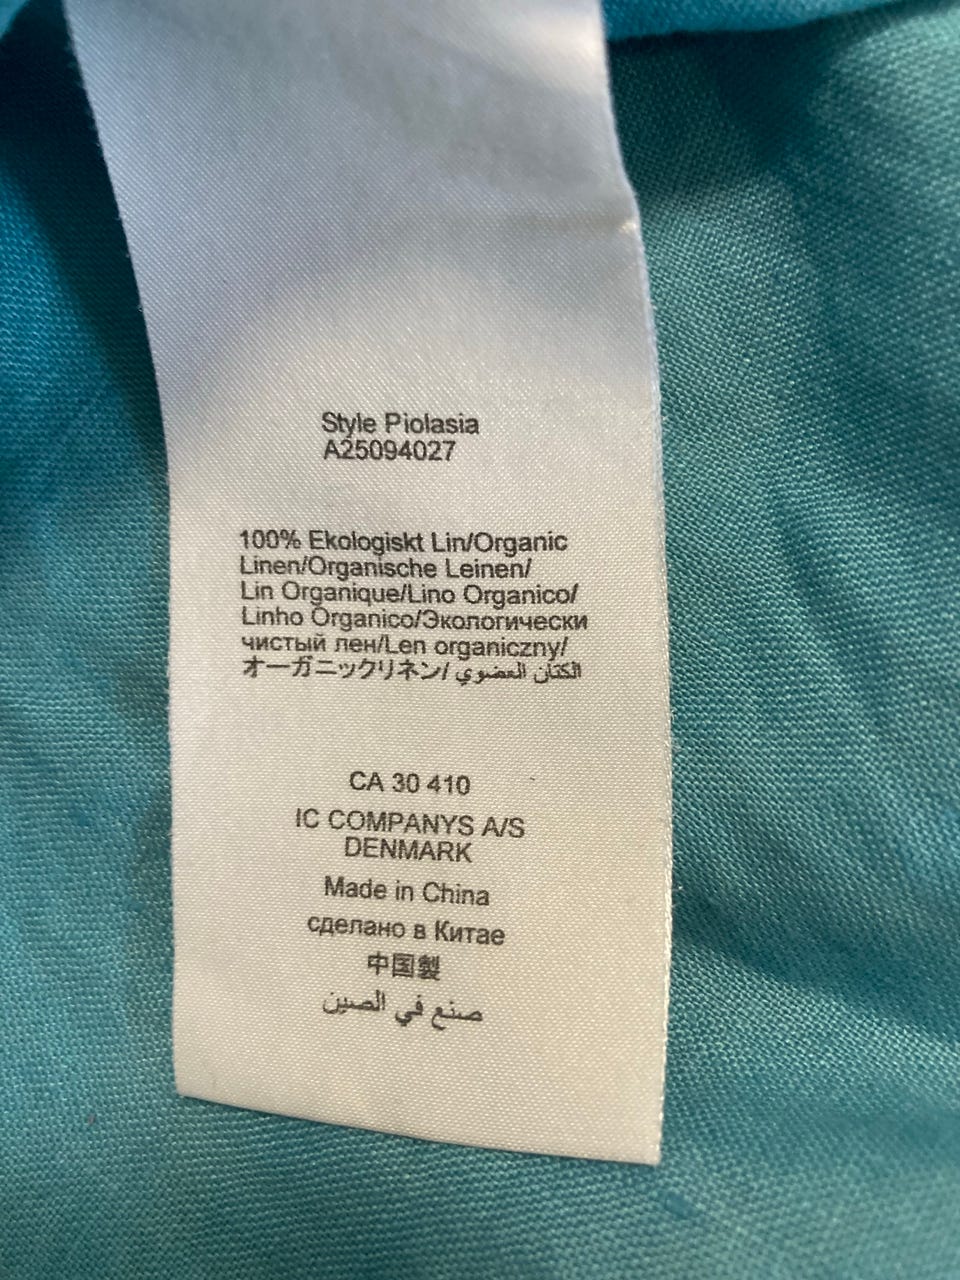 Style Piolasia
A25094027
100% Ekologiskt Lin/Organic
Linen/Organische Leinen/
Lin Organique/Lino Organico/
Linho Organico/Экологически
чистый лен/Len organiczny/
オーガニックリネン/ الكتان العضوي
CA 30 410
IC COMPANYS A/S
DENMARK
Made in China
сделано в Китае
中国製
صنع في الصين